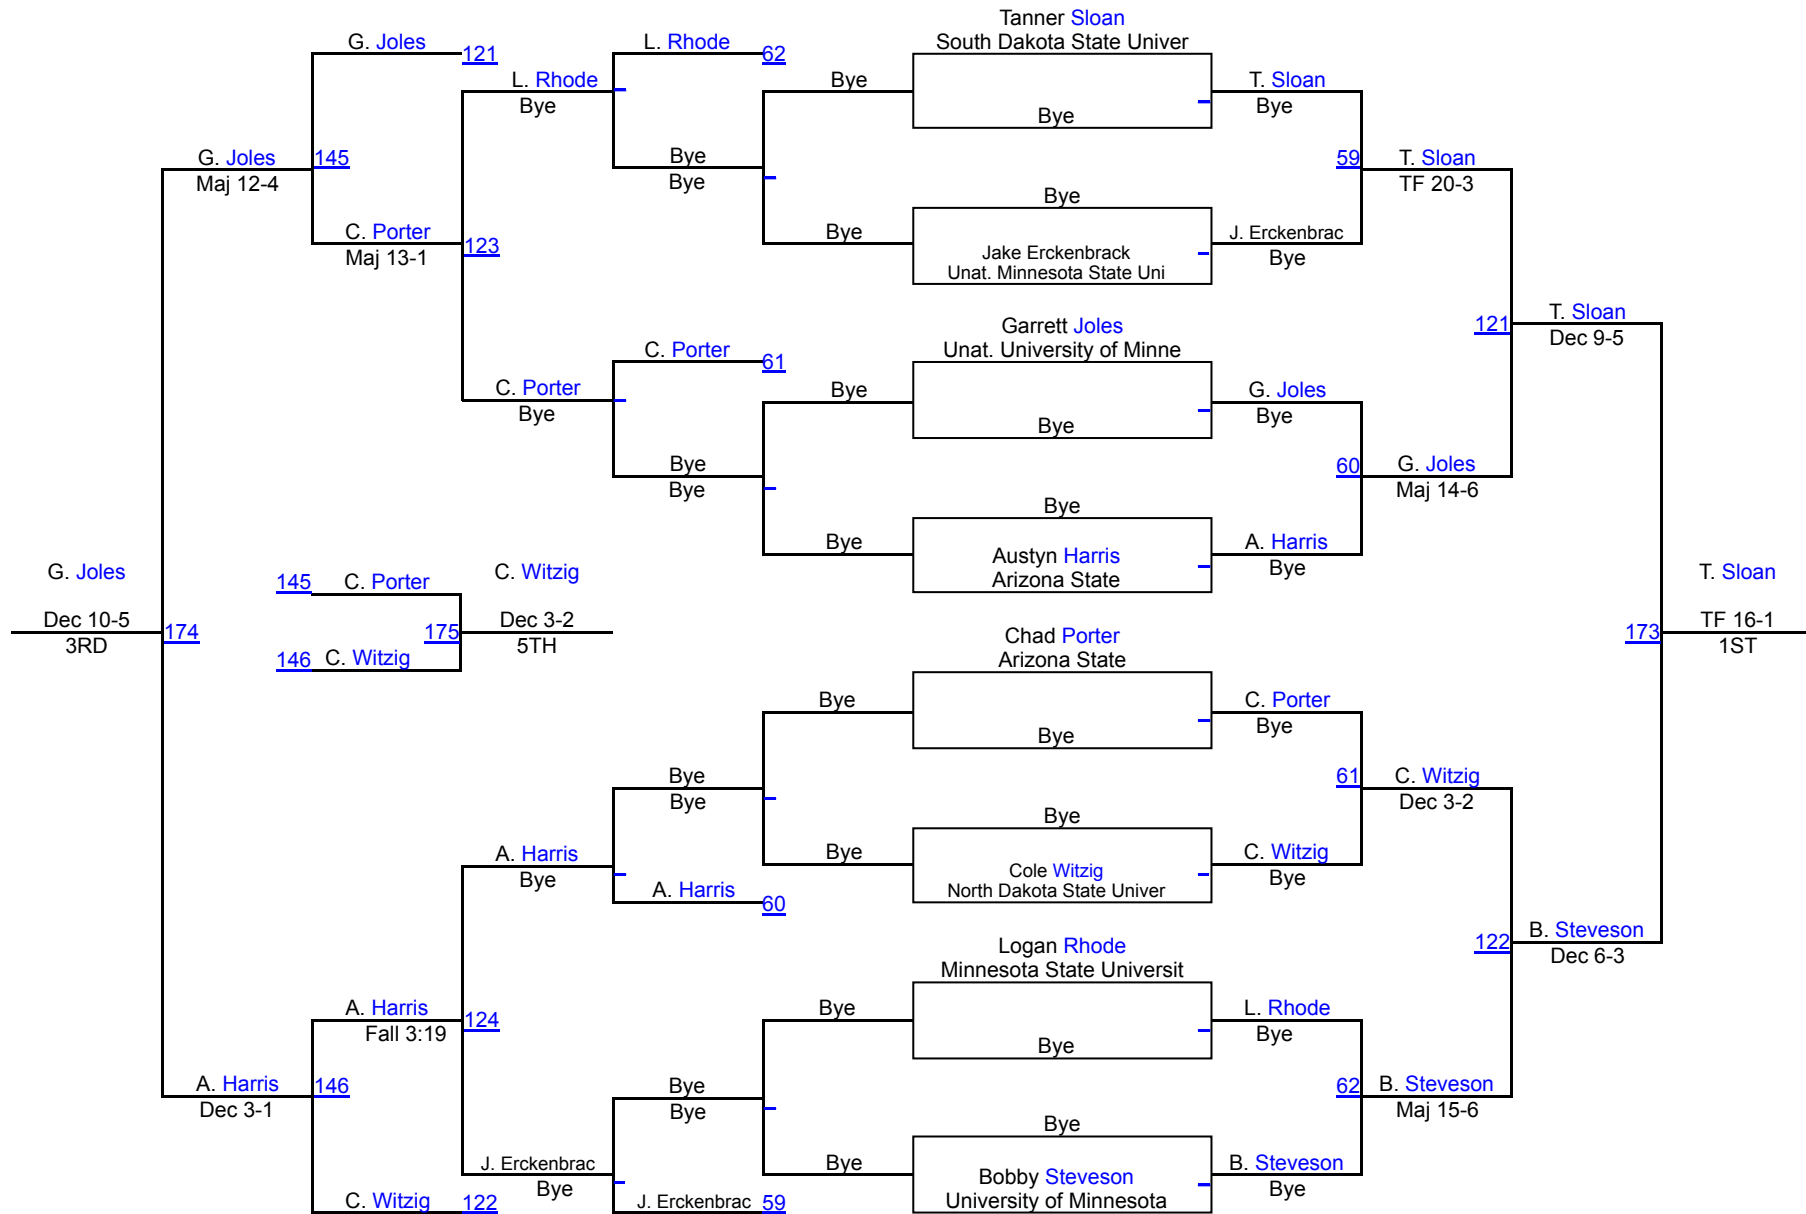 Tanner Sloan
South Dakota State Univer
G. Joles
121
L. Rhode
62
L. Rhode
Bye
Bye
Bye
T. Sloan
Bye
G. Joles
Maj 12-4
145
Bye
Bye
59
T. Sloan
TF 20-3
C. Porter
Maj 13-1
123
Bye
Bye
Jake Erckenbrack
Unat. Minnesota State Uni
J. Erckenbrac
Bye
121
T. Sloan
Dec 9-5
Garrett Joles
Unat. University of Minne
C. Porter
61
C. Porter
Bye
Bye
Bye
G. Joles
Bye
Bye
Bye
60
G. Joles
Maj 14-6
Bye
Bye
Austyn Harris
Arizona State
A. Harris
Bye
G. Joles
Dec 10-5
3RD
174
145
C. Porter
146
C. Witzig
175
C. Witzig
Dec 3-2
5TH
173
T. Sloan
TF 16-1
1ST
Chad Porter
Arizona State
Bye
Bye
C. Porter
Bye
Bye
Bye
61
C. Witzig
Dec 3-2
A. Harris
Bye
A. Harris
60
Bye
Bye
Cole Witzig
North Dakota State Univer
C. Witzig
Bye
122
B. Steveson
Dec 6-3
Logan Rhode
Minnesota State Universit
A. Harris
Fall 3:19
124
Bye
Bye
L. Rhode
Bye
A. Harris
Dec 3-1
146
Bye
Bye
62
B. Steveson
Maj 15-6
J. Erckenbrac
Bye
Bye
Bye
Bobby Steveson
University of Minnesota
B. Steveson
Bye
C. Witzig
122
J. Erckenbrac
59